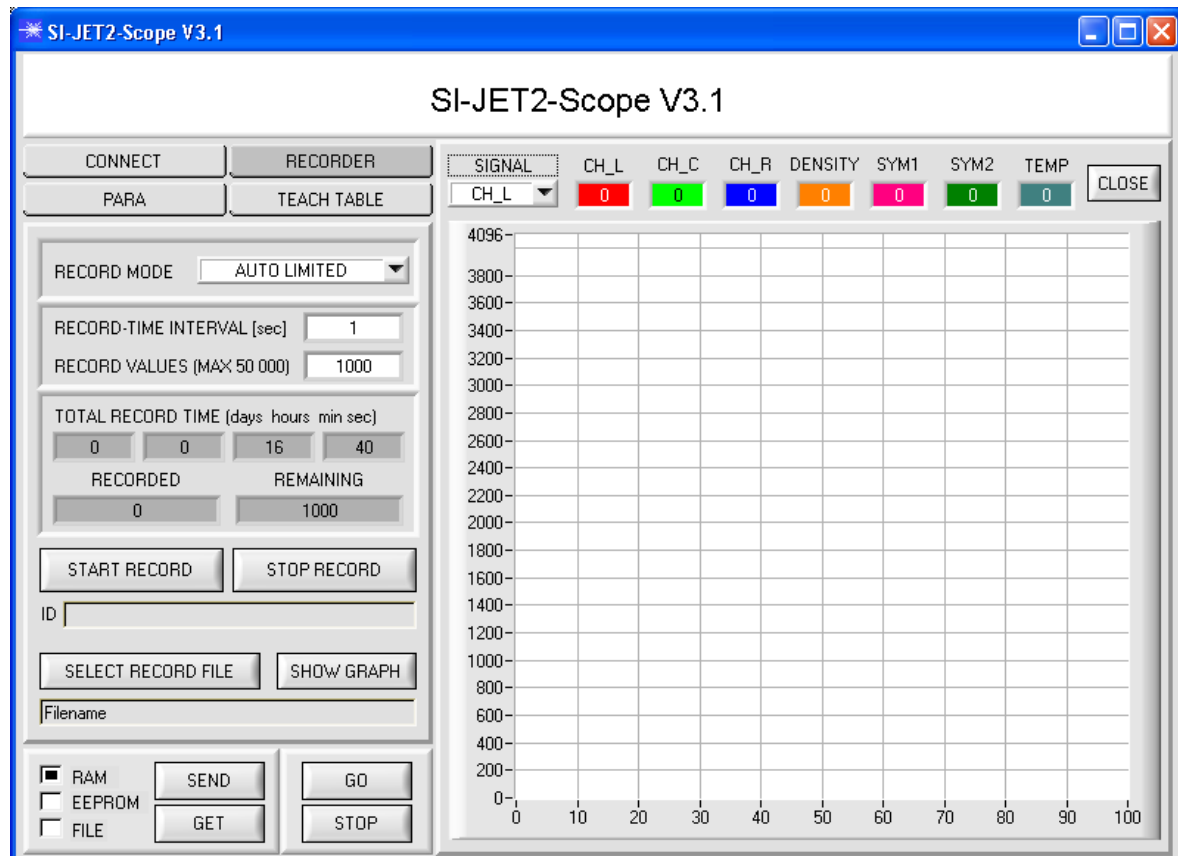 SI-JET2-Scope V3.1
SI-JET2-Scope V3.1
CONNECT RECORDER
PARA TEACH TABLE
RECORD MODE AUTO LIMITED
RECORD-TIME INTERVAL [sec] 1
RECORD VALUES (MAX 50 000) 1000
TOTAL RECORD TIME (days hours min sec)
0 0 16 40
RECORDED REMAINING
0 1000
START RECORD STOP RECORD
ID
SELECT RECORD FILE SHOW GRAPH
Filename
RAM
EEPROM
FILE
SEND
GET
GO
STOP
SIGNAL CH_L CH_C CH_R DENSITY SYM1 SYM2 TEMP
CH_L 0 0 0 0 0 0 0
CLOSE
4096
3800
3600
3400
3200
3000
2800
2600
2400
2200
2000
1800
1600
1400
1200
1000
800
600
400
200
0
0 10 20 30 40 50 60 70 80 90 100